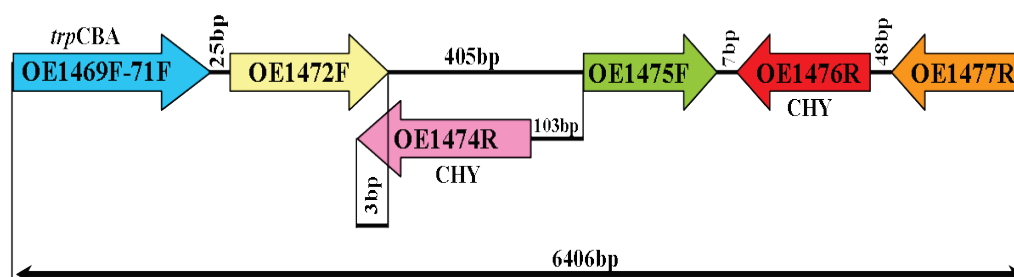 trpCBA
OE1469F-71F
25bp
OE1472F
405bp
OE1475F
7bp
OE1476R
48bp
OE1477R
CHY
OE1474R
103bp
CHY
3bp
6406bp